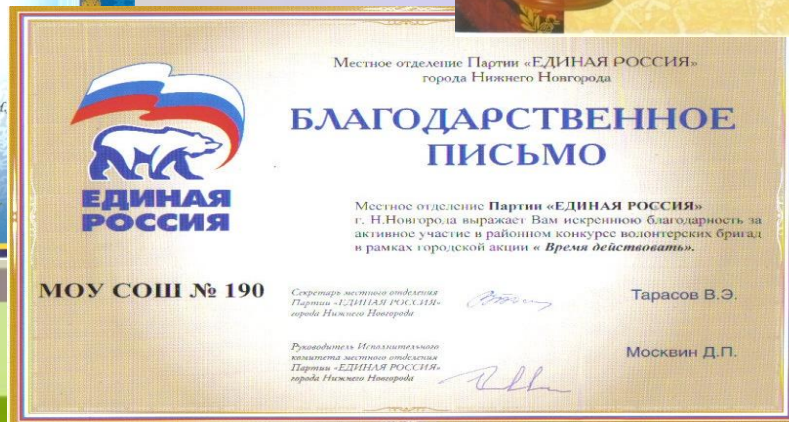 Местное отделение Партии «ЕДИНАЯ РОССИЯ»
города Нижнего Новгорода
БЛАГОДАРСТВЕННОЕ
ПИСЬМО
ЕДИНАЯ
РОССИЯ
Местное отделение Партии «ЕДИНАЯ РОССИЯ»
г. Н.Новгорода выражает Вам искреннюю благодарность за
активное участие в районном конкурсе волонтерских бригад
в рамках городской акции « Время действовать».
МОУ СОШ № 190
Секретарь местного отделения
Партии «ЕДИНАЯ РОССИЯ»
города Нижнего Новгорода
Тарасов В.Э.
Руководитель Исполнительного
комитета местного отделения
Партии «ЕДИНАЯ РОССИЯ»
города Нижнего Новгорода
Москвин Д.П.